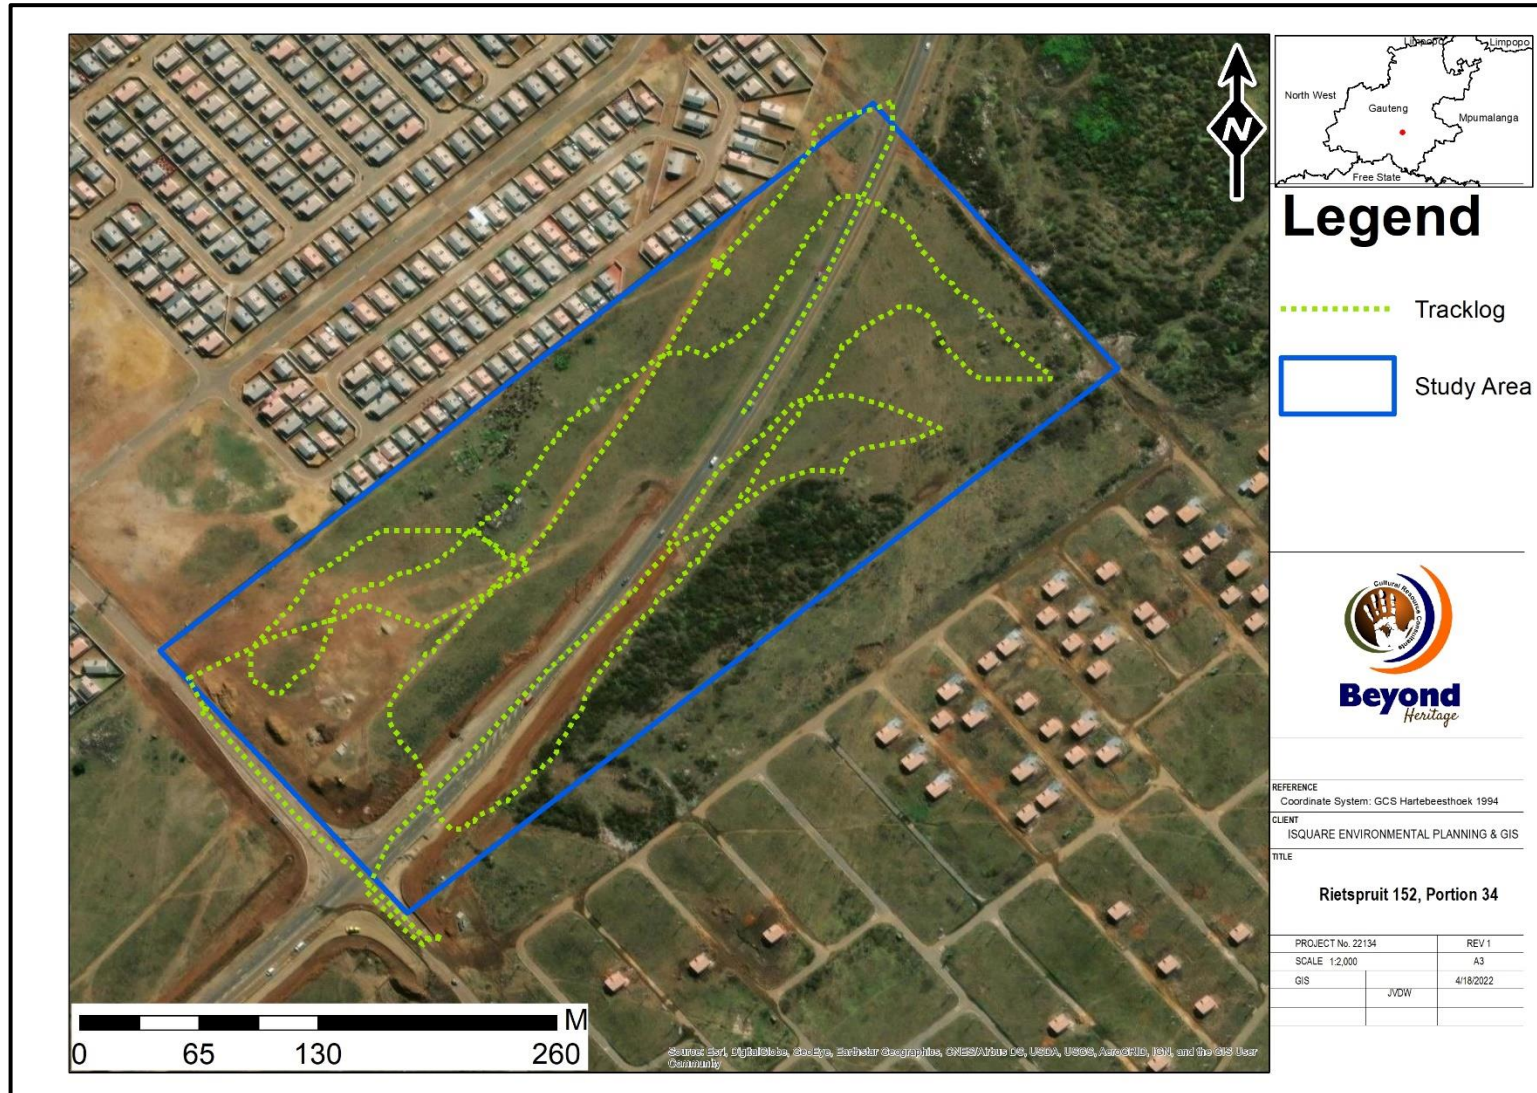 N
Limpopo
Limpopo
North West
Gauteng
Mpumalanga
Free State
Legend
Tracklog
Study Area
Cultural Resource Consultants
Beyond
Heritage
REFERENCE
Coordinate System: GCS Hartebeesthoek 1994
CLIENT
ISQUARE ENVIRONMENTAL PLANNING & GIS
TITLE
Rietspruit 152, Portion 34
PROJECT No. 22134 REV 1
SCALE 1:2,000 A3
GIS 4/18/2022
JVDW
M
0 65 130 260
Source: Esri, DigitalGlobe, GeoEye, Earthstar Geographics, CNES/Airbus DS, USDA, USGS, AeroGRID, IGN, and the GIS User
Community